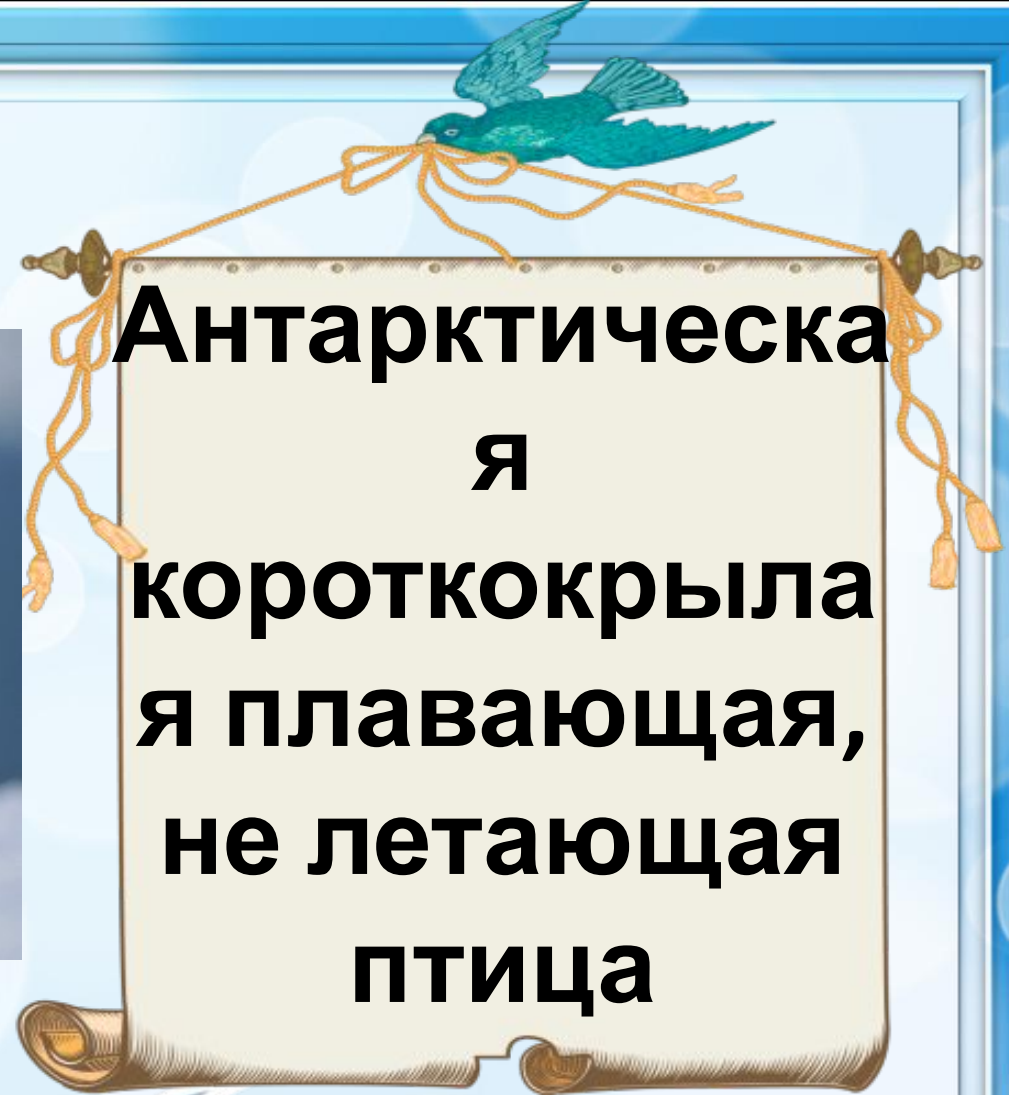 Антарктическа
я
короткокрыла
я плавающая,
не летающая
птица